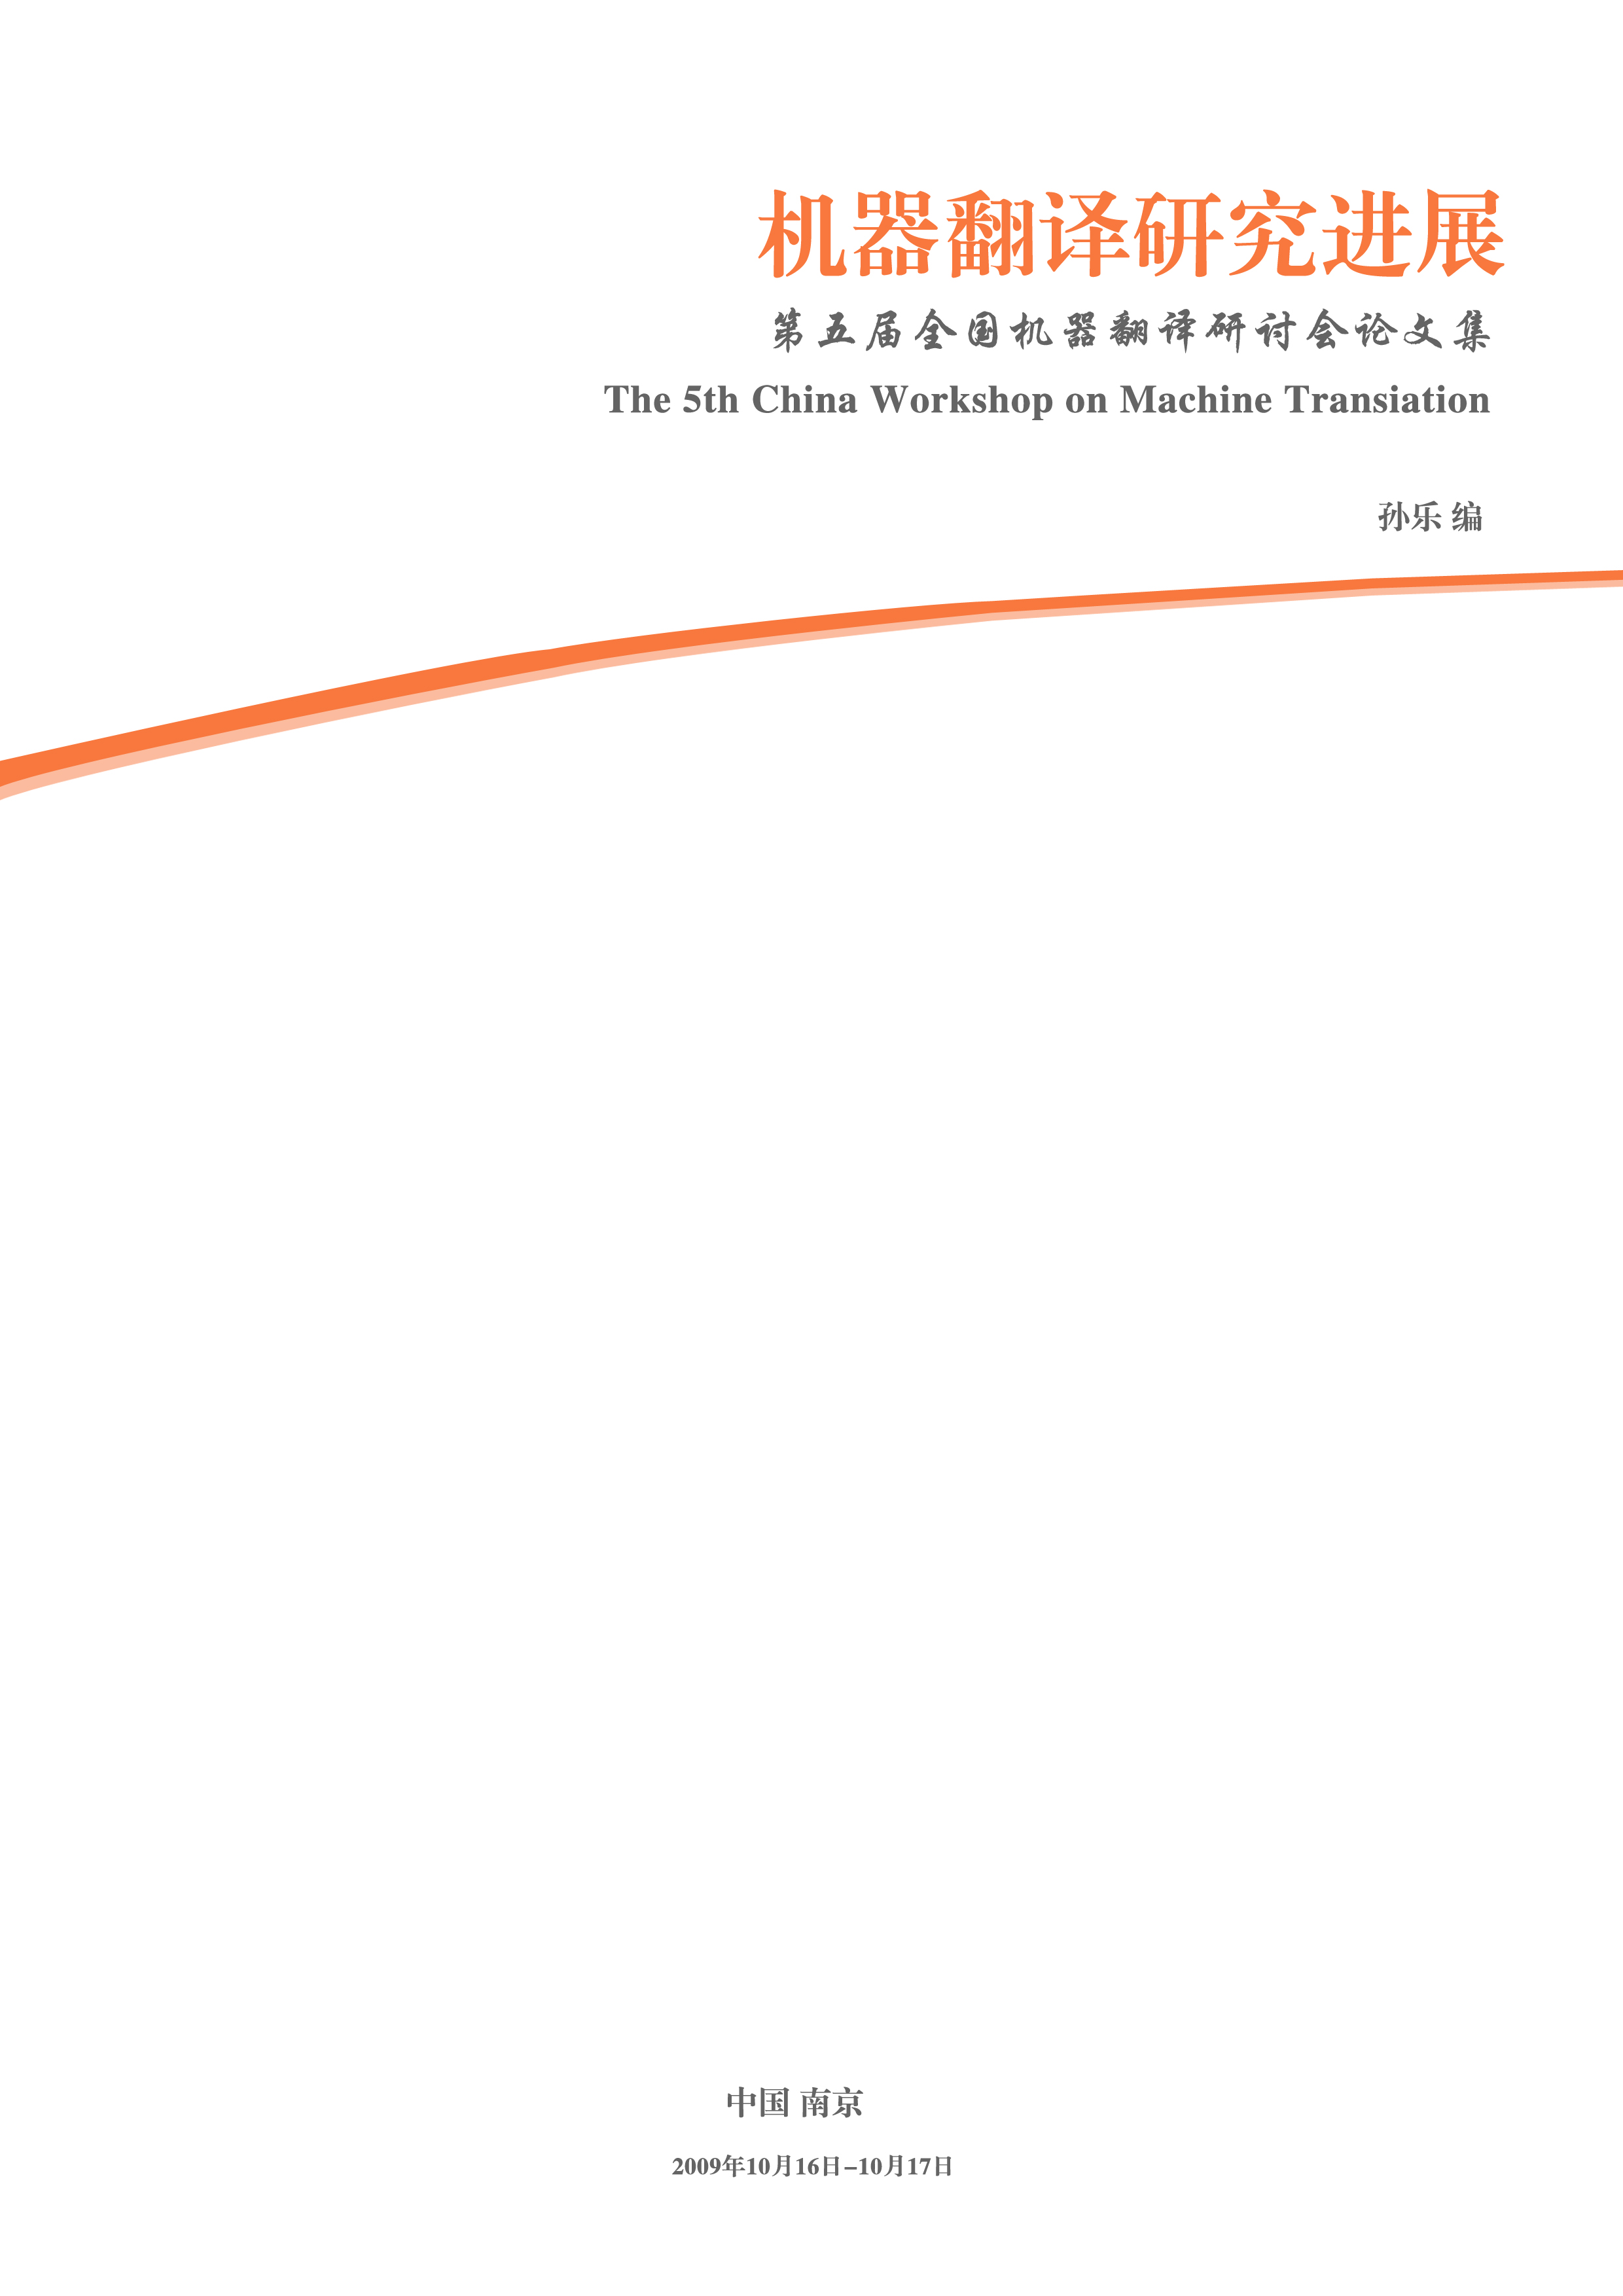 机器翻译研究进展
第五届全国机器翻译研讨会论文集
The 5th China Workshop on Machine Transiation
孙乐 编
中国 南京
2009年10月16日-10月17日